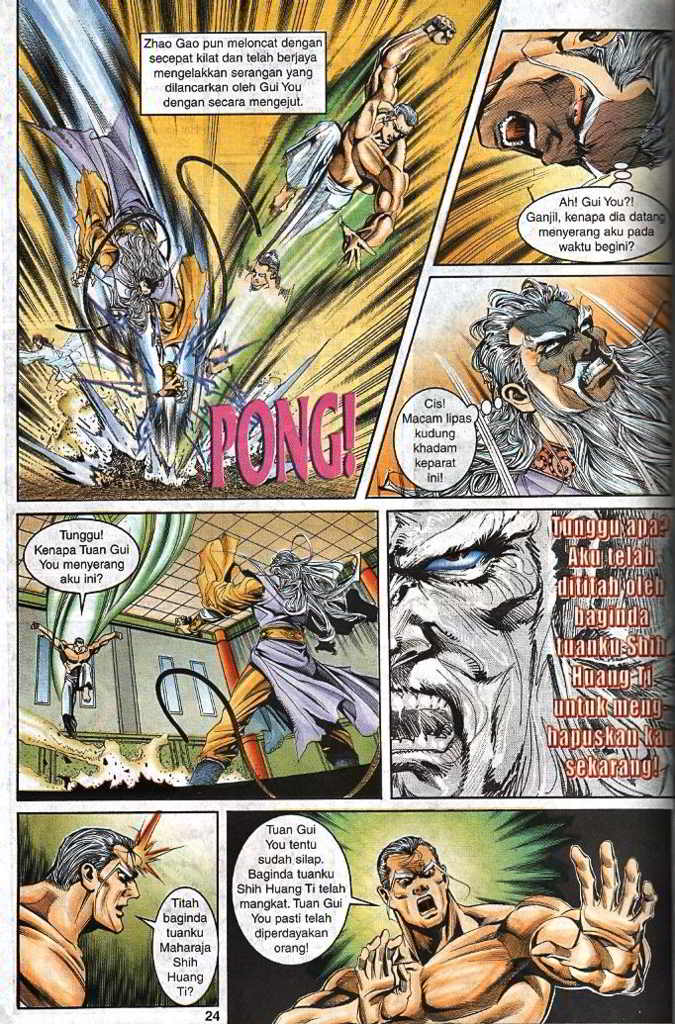 Zhao Gao pun meloncat dengan
secepat kilat dan telah berjaya
mengelakkan serangan yang
dilancarkan oleh Gui You
dengan secara mengejut.
Ah! Gui You?!
Ganjil, kenapa dia datang
menyerang aku pada
waktu begini?
PONG!
Cis!
Macam lipas
kudung
khadam
keparat
ini!
Tunggu!
Kenapa Tuan Gui
You menyerang
aku ini?
Tunggu apa?
Aku telah
dititah oleh
baginda
tuanku Shih
Huang Ti
untuk meng-
hapuskan
sekarang!
Titah
baginda
tuanku
Maharaja
Shih
Huang
Ti?
Tuan Gui
You tentu
sudah silap.
Baginda tuanku
Shih Huang Ti telah
mangkat. Tuan Gui
You pasti telah
diperdayakan
orang!
24